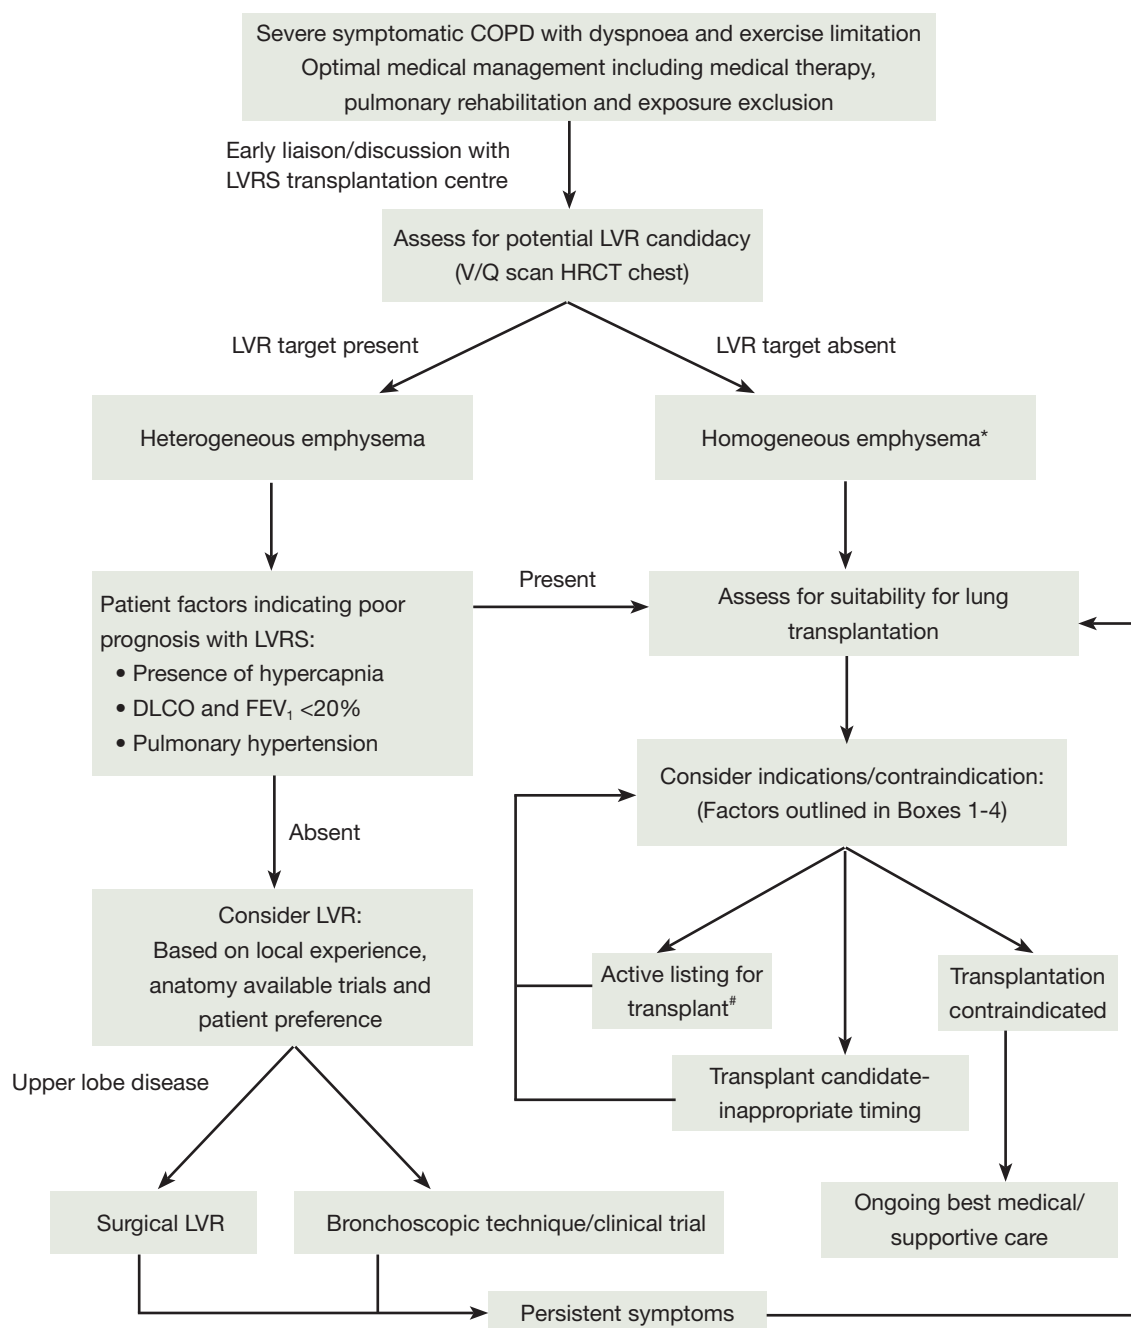 Severe symptomatic COPD with dyspnoea and exercise limitation
Optimal medical management including medical therapy,
pulmonary rehabilitation and exposure exclusion
Early liaison/discussion with
LVRS transplantation centre
Assess for potential LVR candidacy
(V/Q scan HRCT chest)
LVR target present
LVR target absent
Heterogeneous emphysema
Homogeneous emphysema*
Patient factors indicating poor
prognosis with LVRS:
• Presence of hypercapnia
• DLCO and FEV₁ <20%
• Pulmonary hypertension
Present
Assess for suitability for lung
transplantation
Absent
Consider indications/contraindication:
(Factors outlined in Boxes 1-4)
Consider LVR:
Based on local experience,
anatomy available trials and
patient preference
Active listing for
transplant#
Transplantation
contraindicated
Transplant candidate-
inappropriate timing
Upper lobe disease
Surgical LVR
Bronchoscopic technique/clinical trial
Ongoing best medical/
supportive care
Persistent symptoms